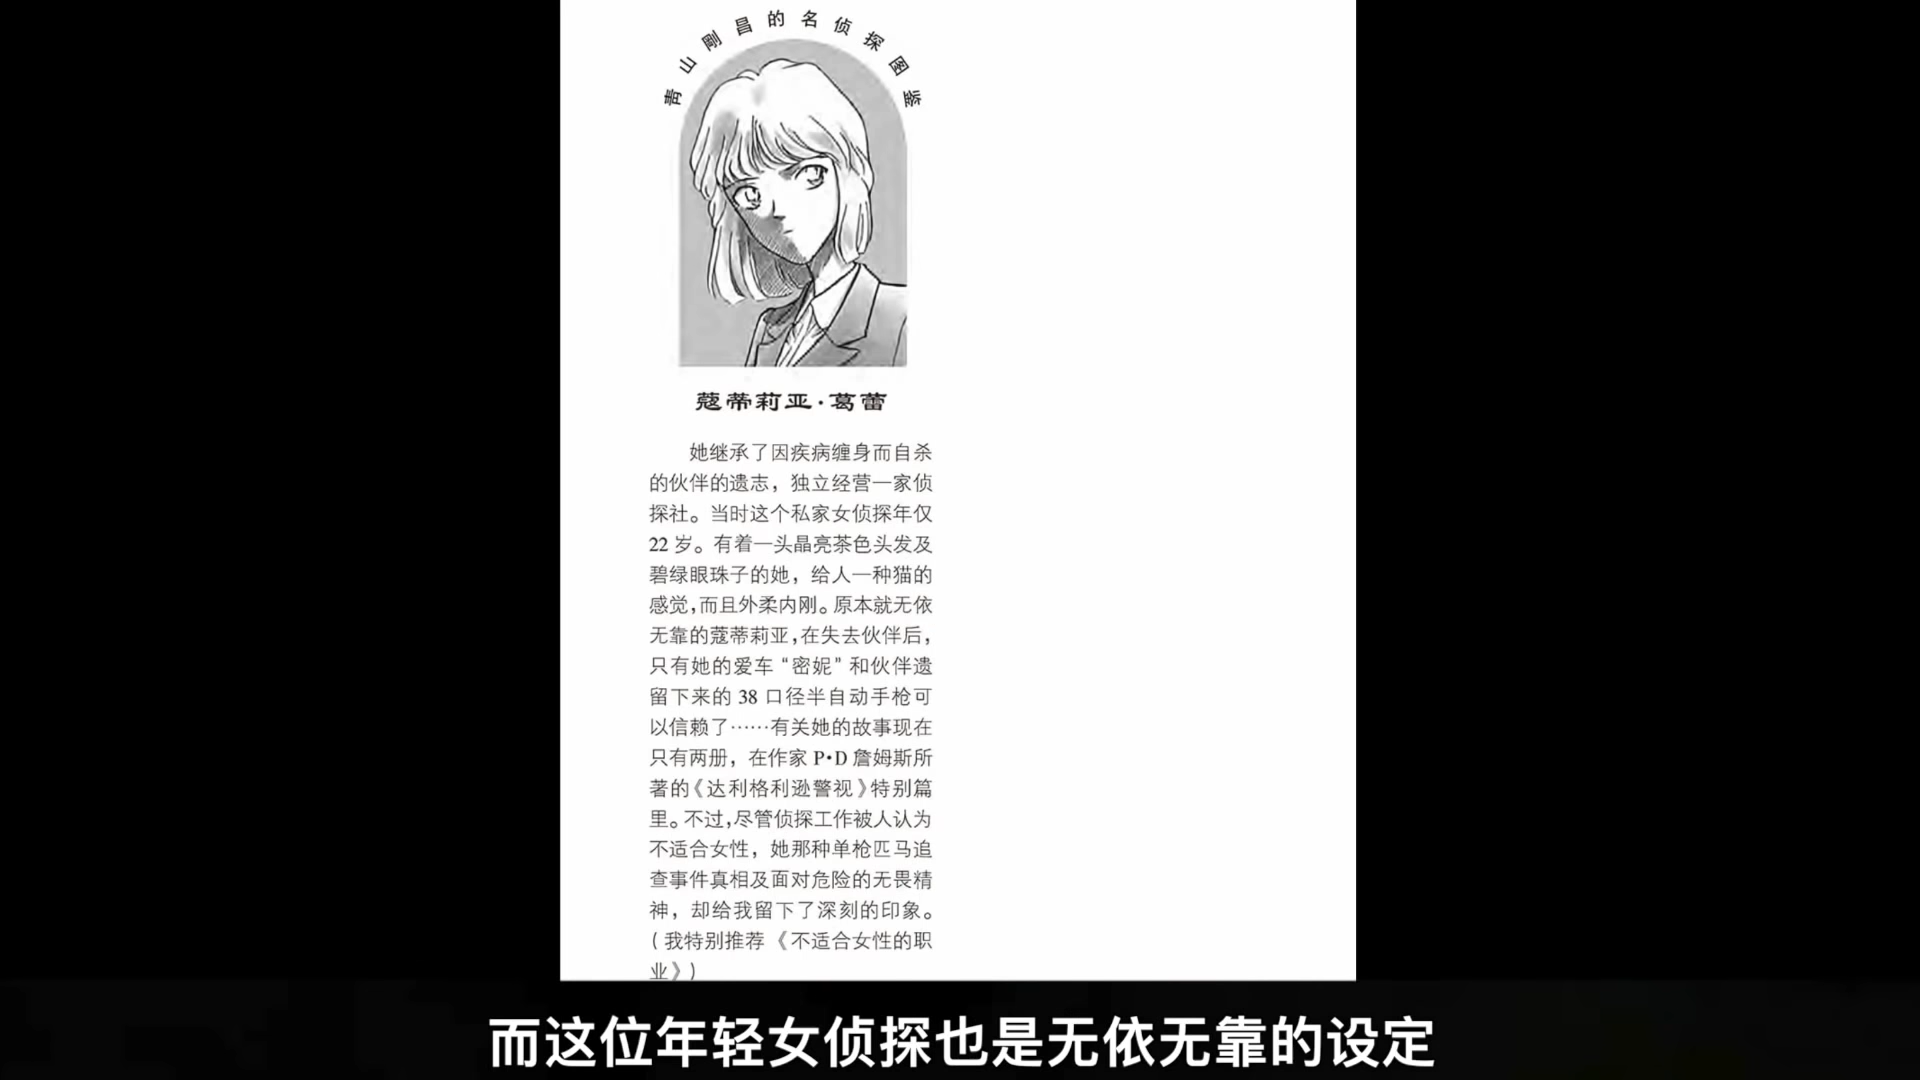 青山剛昌的名侦探图鉴
蔻蒂莉亚·葛蕾
她继承了因疾病缠身而自杀
的伙伴的遗志，独立经营一家侦
探社。当时这个私家女侦探年仅
22 岁。有着一头晶亮茶色头发及
碧绿眼珠子的她，给人一种猫的
感觉，而且外柔内刚。原本就无依
无靠的蔻蒂莉亚，在失去伙伴后，
只有她的爱车“密妮”和伙伴遗
留下来的 38 口径半自动手枪可
以信赖了……有关她的故事现在
只有两册，在作家 P·D 詹姆斯所
著的《达利格利逊警视》特别篇
里。不过，尽管侦探工作被人认为
不适合女性，她那种单枪匹马追
查事件真相及面对危险的无畏精
神，却给我留下了深刻的印象。
（我特别推荐《不适合女性的职
业》）
而这位年轻女侦探也是无依无靠的设定